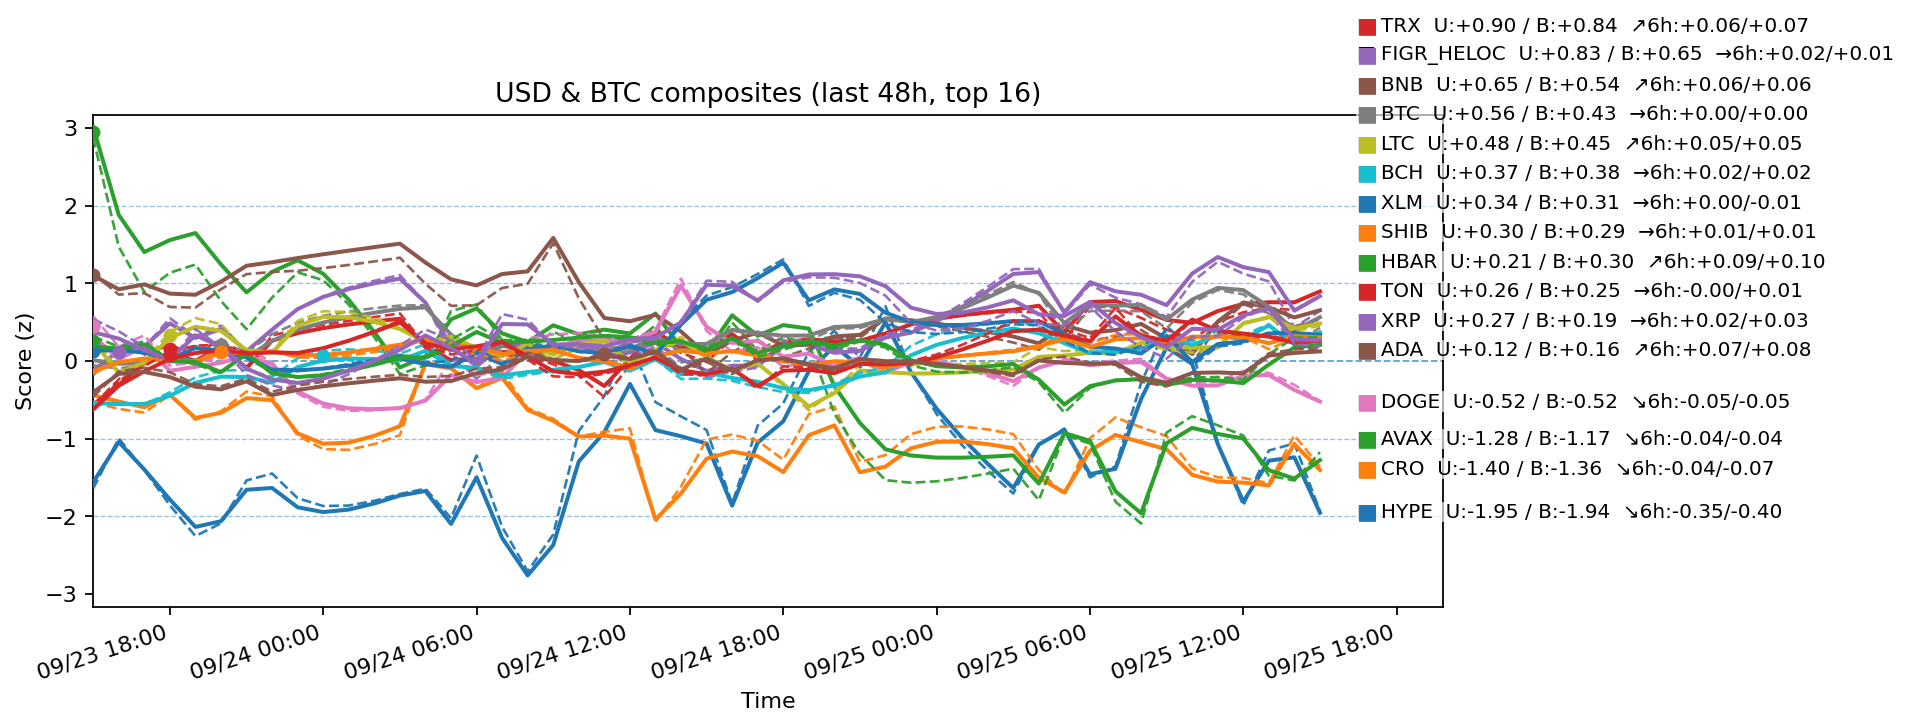 TRX U:+0.90 / B:+0.84 ↗6h:+0.06/+0.07
FIGR_HELOC U:+0.83 / B:+0.65 →6h:+0.02/+0.01
USD & BTC composites (last 48h, top 16)
BNB U:+0.65 / B:+0.54 ↗6h:+0.06/+0.06
BTC U:+0.56 / B:+0.43 →6h:+0.00/+0.00
LTC U:+0.48 / B:+0.45 ↗6h:+0.05/+0.05
BCH U:+0.37 / B:+0.38 →6h:+0.02/+0.02
XLM U:+0.34 / B:+0.31 →6h:+0.00/-0.01
SHIB U:+0.30 / B:+0.29 →6h:+0.01/+0.01
HBAR U:+0.21 / B:+0.30 ↗6h:+0.09/+0.10
TON U:+0.26 / B:+0.25 →6h:-0.00/+0.01
XRP U:+0.27 / B:+0.19 →6h:+0.02/+0.03
ADA U:+0.12 / B:+0.16 ↗6h:+0.07/+0.08
DOGE U:-0.52 / B:-0.52 ↘6h:-0.05/-0.05
AVAX U:-1.28 / B:-1.17 ↘6h:-0.04/-0.04
CRO U:-1.40 / B:-1.36 ↘6h:-0.04/-0.07
HYPE U:-1.95 / B:-1.94 ↘6h:-0.35/-0.40
Score (z)
3
2
1
0
−1
−2
−3
09/23 18:00
09/24 00:00
09/24 06:00
09/24 12:00
09/24 18:00
09/25 00:00
09/25 06:00
09/25 12:00
09/25 18:00
Time